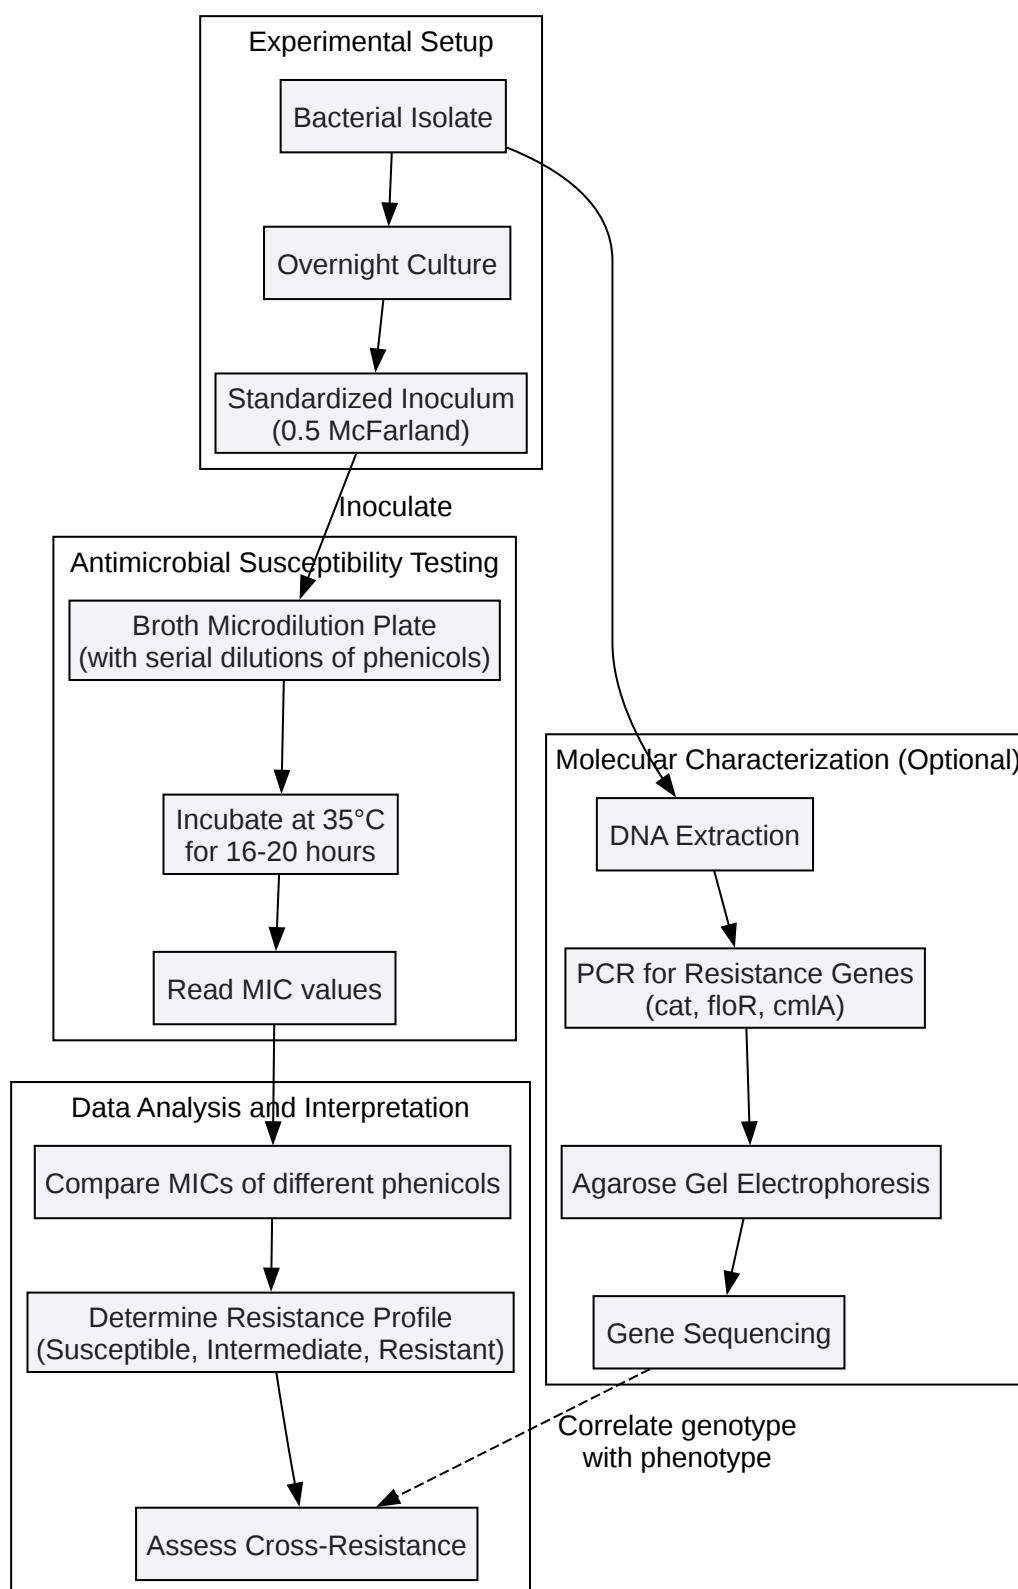 Experimental Setup
Bacterial Isolate
Overnight Culture
Standardized Inoculum
(0.5 McFarland)
Inoculate
Antimicrobial Susceptibility Testing
Broth Microdilution Plate
(with serial dilutions of phenicols)
Incubate at 35°C
for 16-20 hours
Read MIC values
Molecular Characterization (Optional)
DNA Extraction
PCR for Resistance Genes
(cat, floR, cmlA)
Agarose Gel Electrophoresis
Gene Sequencing
Data Analysis and Interpretation
Compare MICs of different phenicols
Determine Resistance Profile
(Susceptible, Intermediate, Resistant)
Correlate genotype
with phenotype
Assess Cross-Resistance